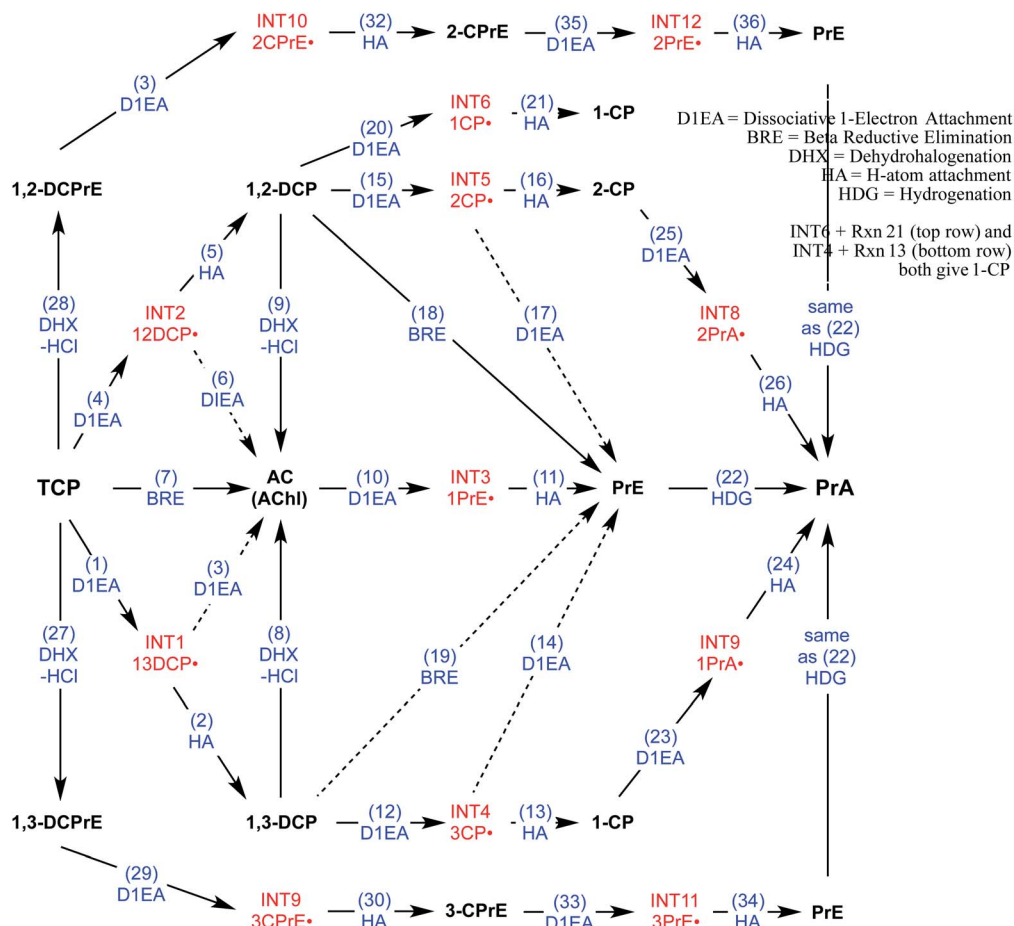 INT10
2CPrE•
(32)
HA
2-CPrE
(35)
D1EA
INT12
2PrE•
(36)
HA
PrE
(3)
D1EA
INT6
1CP•
(21)
HA
1-CP
(20)
D1EA
D1EA = Dissociative 1-Electron Attachment
BRE = Beta Reductive Elimination
DHX = Dehydrohalogenation
HA = H-atom attachment
HDG = Hydrogenation
INT6 + Rxn 21 (top row) and
INT4 + Rxn 13 (bottom row)
both give 1-CP
1,2-DCPrE
1,2-DCP
(15)
D1EA
INT5
2CP•
(16)
HA
2-CP
(25)
D1EA
(5)
HA
(28)
DHX
-HCl
INT2
12DCP•
(9)
DHX
-HCl
(18)
BRE
(17)
D1EA
INT8
2PrA•
same
as (22)
HDG
(4)
D1EA
(6)
DIEA
(26)
HA
TCP
(7)
BRE
AC
(AChl)
(10)
D1EA
INT3
1PrE•
(11)
HA
PrE
(22)
HDG
PrA
(1)
D1EA
(3)
D1EA
(24)
HA
(27)
DHX
-HCl
INT1
13DCP•
(8)
DHX
-HCl
(19)
BRE
(14)
D1EA
INT9
1PrA•
same
as (22)
HDG
(2)
HA
(23)
D1EA
1,3-DCPrE
1,3-DCP
(12)
D1EA
INT4
3CP•
(13)
HA
1-CP
(29)
D1EA
INT9
3CPrE•
(30)
HA
3-CPrE
(33)
D1EA
INT11
3PrE•
(34)
HA
PrE